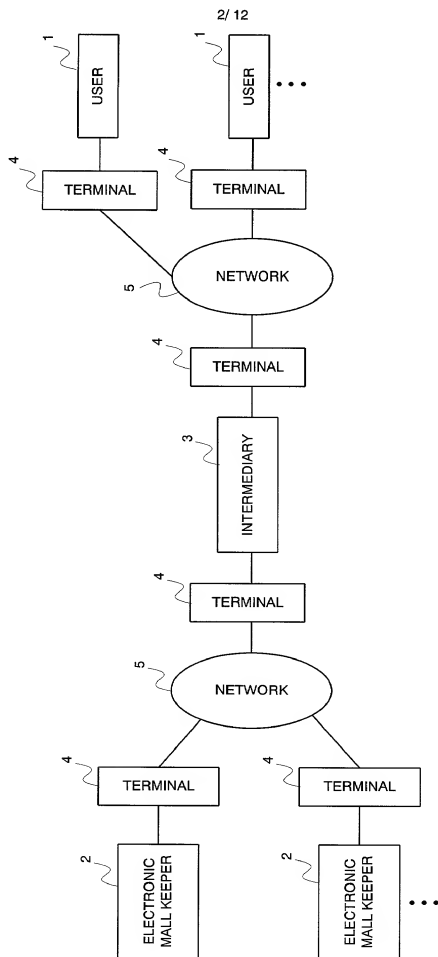 2/ 12
1
1
USER
USER
4
4
TERMINAL
TERMINAL
NETWORK
5
4
TERMINAL
3
INTERMEDIARY
4
TERMINAL
5
NETWORK
4
4
TERMINAL
TERMINAL
2
2
ELECTRONIC
MALL KEEPER
ELECTRONIC
MALL KEEPER